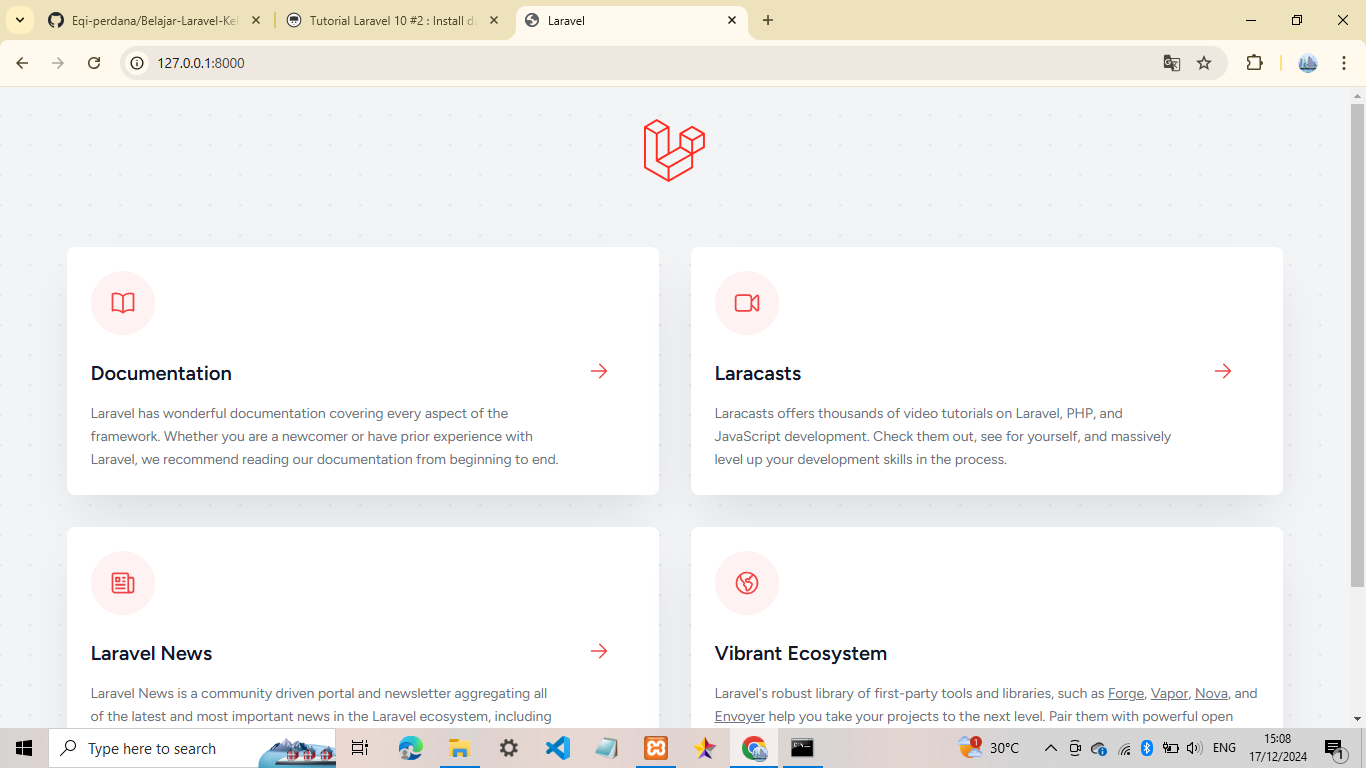 Eqi-perdana/Belajar-Laravel-Kel
Tutorial Laravel 10 #2 : Install da
Laravel
127.0.0.1:8000
Documentation
Laravel has wonderful documentation covering every aspect of the
framework. Whether you are a newcomer or have prior experience with
Laravel, we recommend reading our documentation from beginning to end.
Laracasts
Laracasts offers thousands of video tutorials on Laravel, PHP, and
JavaScript development. Check them out, see for yourself, and massively
level up your development skills in the process.
Laravel News
Laravel News is a community driven portal and newsletter aggregating all
of the latest and most important news in the Laravel ecosystem, including
Vibrant Ecosystem
Laravel's robust library of first-party tools and libraries, such as Forge, Vapor, Nova, and
Envoyer help you take your projects to the next level. Pair them with powerful open
Type here to search
1
30°C
ENG
15:08
17/12/2024
1